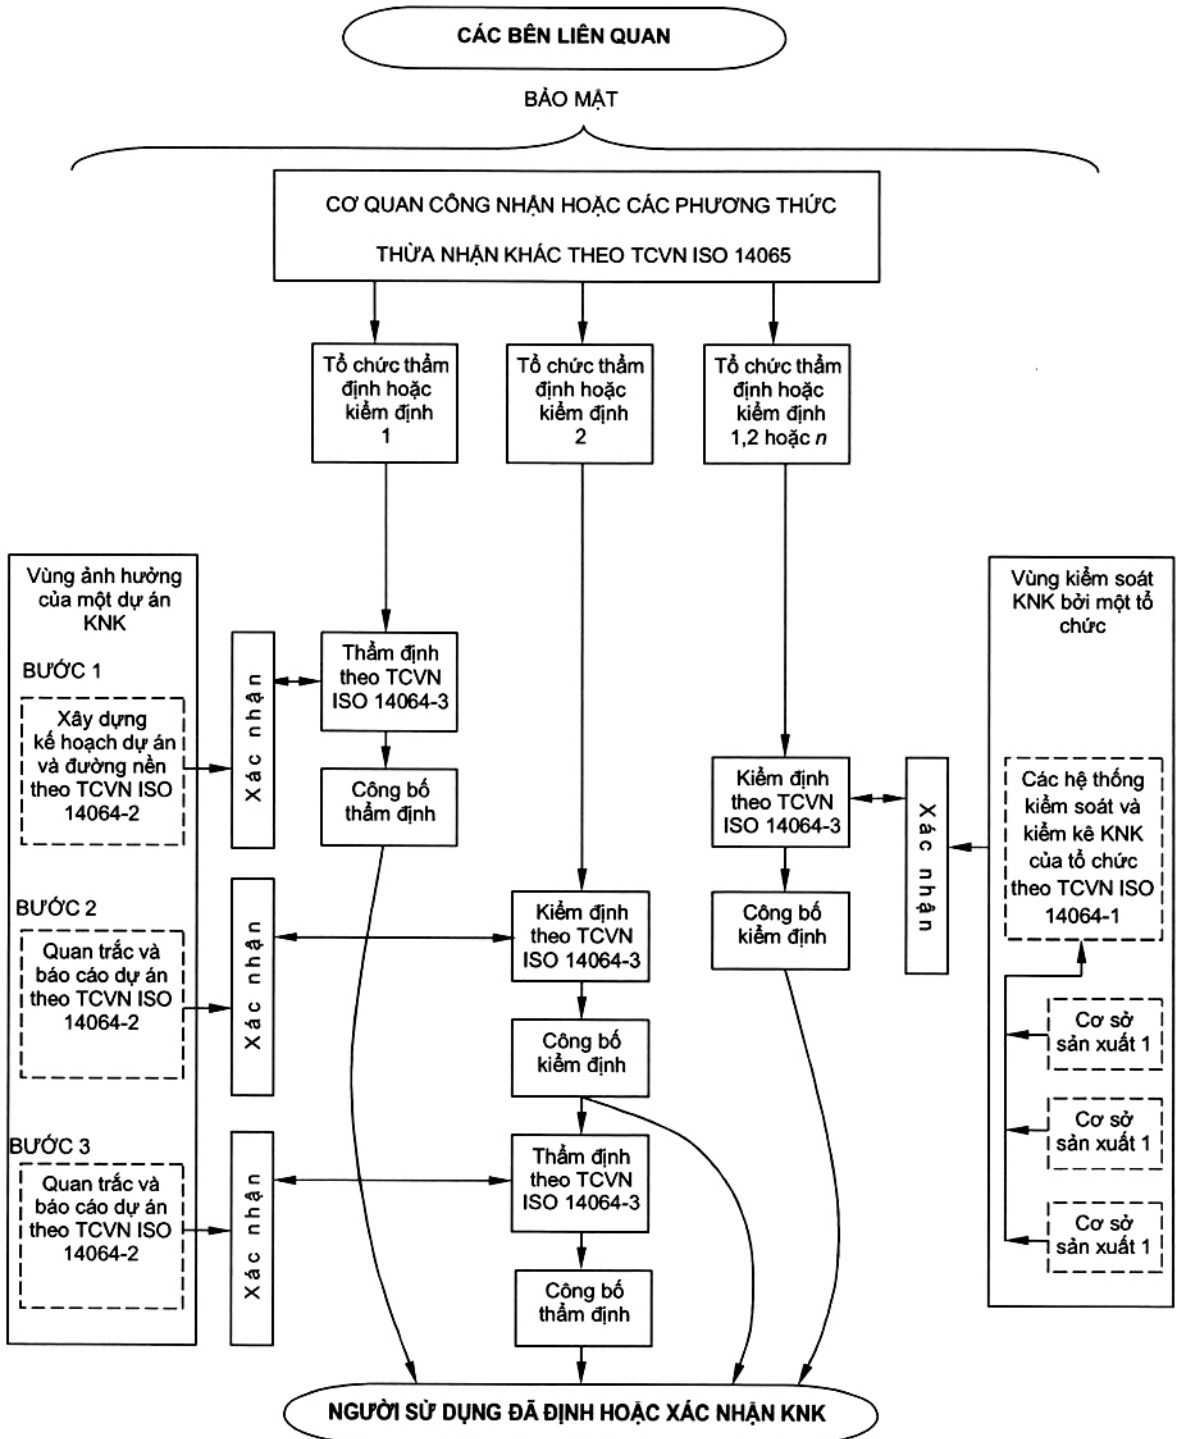 CÁC BÊN LIÊN QUAN
BẢO MẬT
CƠ QUAN CÔNG NHẬN HOẶC CÁC PHƯƠNG THỨC
THỪA NHẬN KHÁC THEO TCVN ISO 14065
Tổ chức thẩm
định hoặc
kiểm định
1
Tổ chức thẩm
định hoặc
kiểm định
2
Tổ chức thẩm
định hoặc
kiểm định
1,2 hoặc n
Vùng ảnh hưởng
của một dự án
KNK
BƯỚC 1
Xây dựng
kế hoạch dự án
và đường nền
theo TCVN ISO
14064-2
Xác nhận
Thẩm định
theo TCVN
ISO 14064-3
Công bố
thẩm định
BƯỚC 2
Quan trắc và
báo cáo dự án
theo TCVN ISO
14064-2
Xác nhận
Kiểm định
theo TCVN
ISO 14064-3
Công bố
kiểm định
BƯỚC 3
Quan trắc và
báo cáo dự án
theo TCVN ISO
14064-2
Xác nhận
Thẩm định
theo TCVN
ISO 14064-3
Công bố
thẩm định
Kiểm định
theo TCVN
ISO 14064-3
Công bố
kiểm định
Xác nhận
Vùng kiểm soát
KNK bởi một tổ
chức
Các hệ thống
kiểm soát và
kiểm kê KNK
của tổ chức
theo TCVN ISO
14064-1
Cơ sở
sản xuất 1
Cơ sở
sản xuất 1
Cơ sở
sản xuất 1
NGƯỜI SỬ DỤNG ĐÃ ĐỊNH HOẶC XÁC NHẬN KNK